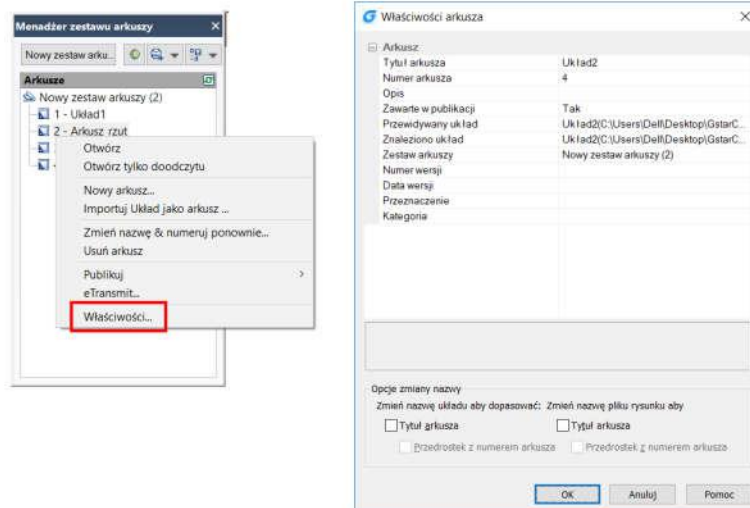 Menadżer zestawu arkuszy
Nowy zestaw arku...
Arkusze
Nowy zestaw arkuszy (2)
1 - Układ1
2 - Arkusz rzut
Otwórz
Otwórz tylko doodczytu
Nowy arkusz...
Importuj Układ jako arkusz ...
Zmień nazwę & numeruj ponownie...
Usuń arkusz
Publikuj
eTransmit...
Właściwości...
Właściwości arkusza
Arkusz
Tytuł arkusza Układ2
Numer arkusza 4
Opis
Zawarte w publikacji Tak
Przewidywany układ Układ2(C:\Users\Dell\Desktop\GstarC...
Znaleziono układ Układ2(C:\Users\Dell\Desktop\GstarC...
Zestaw arkuszy Nowy zestaw arkuszy (2)
Numer wersji
Data wersji
Przeznaczenie
Kategoria
Opcje zmiany nazwy
Zmień nazwę układu aby dopasować: Zmień nazwę pliku rysunku aby
Tytuł arkusza Tytuł arkusza
Przedrostek z numerem arkusza Przedrostek z numerem arkusza
OK Anuluj Pomoc